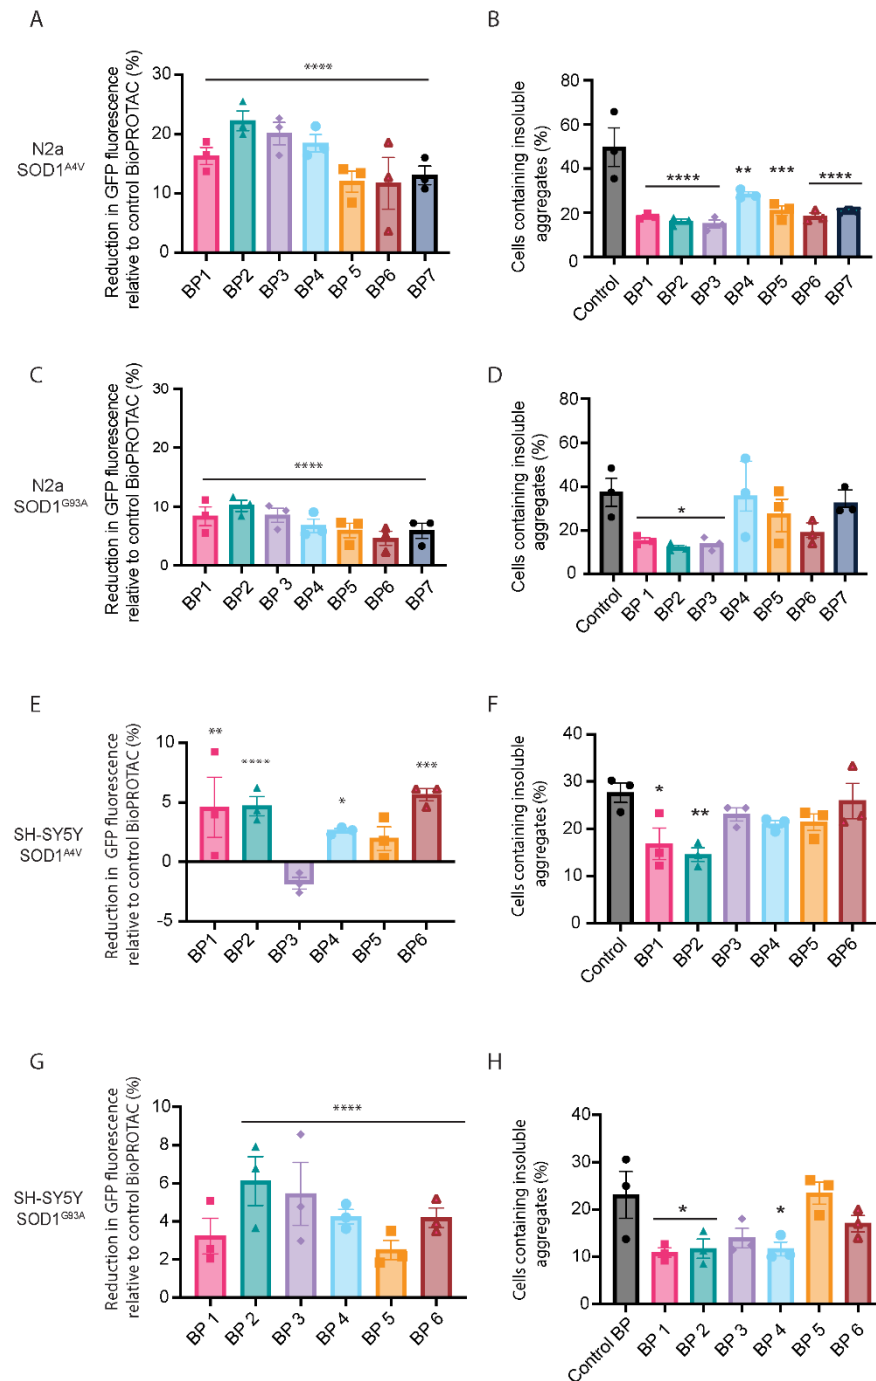 A
N2a
SOD1A4V
Reduction in GFP fluorescence
relative to control BioPROTAC (%)
30
20
10
0
****
BP1
BP2
BP3
BP4
BP 5
BP6
BP7
B
Cells containing insoluble
aggregates (%)
80
60
40
20
0
****
**
***
****
Control
BP1
BP2
BP3
BP4
BP5
BP6
BP7
C
N2a
SOD1G93A
Reduction in GFP fluorescence
relative to control BioPROTAC (%)
30
20
10
0
****
BP1
BP2
BP 3
BP4
BP5
BP6
BP7
D
Cells containing insoluble
aggregates (%)
80
60
40
20
0
*
Control
BP 1
BP2
BP3
BP4
BP5
BP6
BP7
E
SH-SY5Y
SOD1A4V
Reduction in GFP fluorescence
relative to control BioPROTAC (%)
10
5
0
-5
**
****
*
***
BP1
BP2
BP3
BP4
BP5
BP6
F
Cells containing insoluble
aggregates (%)
40
30
20
10
0
*
**
Control
BP1
BP2
BP3
BP4
BP5
BP6
G
SH-SY5Y
SOD1G93A
Reduction in GFP fluorescence
relative to control BioPROTAC (%)
10
8
6
4
2
0
****
BP 1
BP 2
BP 3
BP 4
BP 5
BP 6
H
Cells containing insoluble
aggregates (%)
40
30
20
10
0
*
*
Control BP
BP 1
BP 2
BP 3
BP 4
BP 5
BP 6